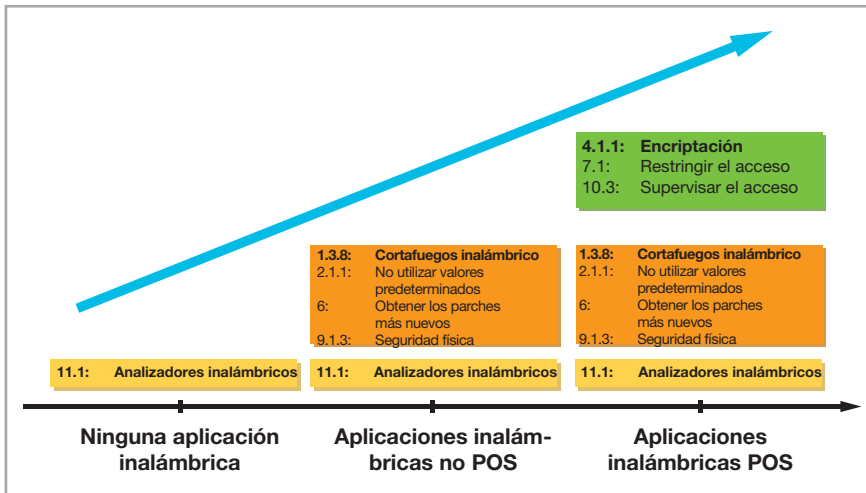 4.1.1: Encriptación
7.1: Restringir el acceso
10.3: Supervisar el acceso
1.3.8: Cortafuegos inalámbrico
2.1.1: No utilizar valores
predeterminados
6: Obtener los parches
más nuevos
9.1.3: Seguridad física
1.3.8: Cortafuegos inalámbrico
2.1.1: No utilizar valores
predeterminados
6: Obtener los parches
más nuevos
9.1.3: Seguridad física
11.1: Analizadores inalámbricos
11.1: Analizadores inalámbricos
11.1: Analizadores inalámbricos
Ninguna aplicación
inalámbrica
Aplicaciones inalám-
bricas no POS
Aplicaciones
inalámbricas POS